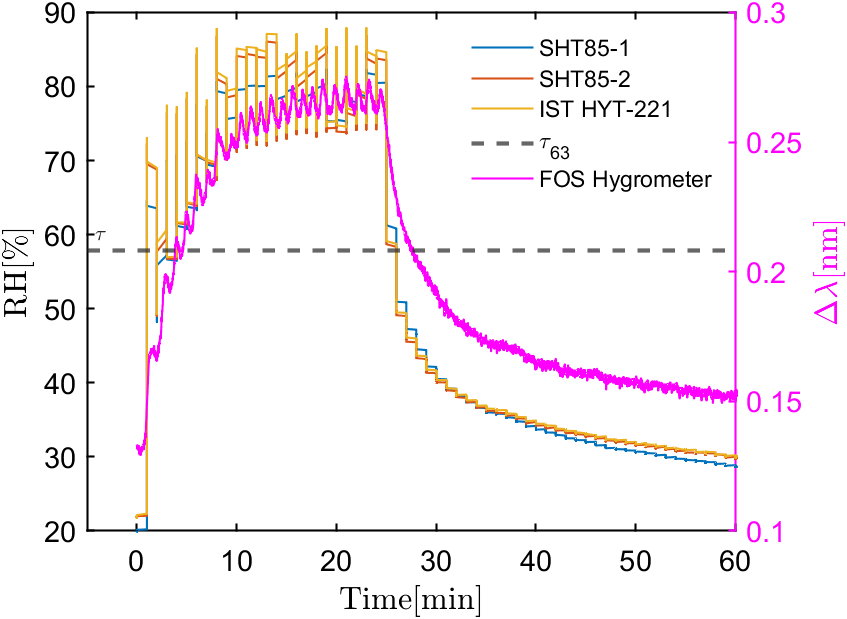 90
80
70
60
50
40
30
20
RH[%]
0.3
0.25
0.2
0.15
0.1
Δλ[nm]
SHT85-1
SHT85-2
IST HYT-221
τ63
FOS Hygrometer
τ
0 10 20 30 40 50 60
Time[min]